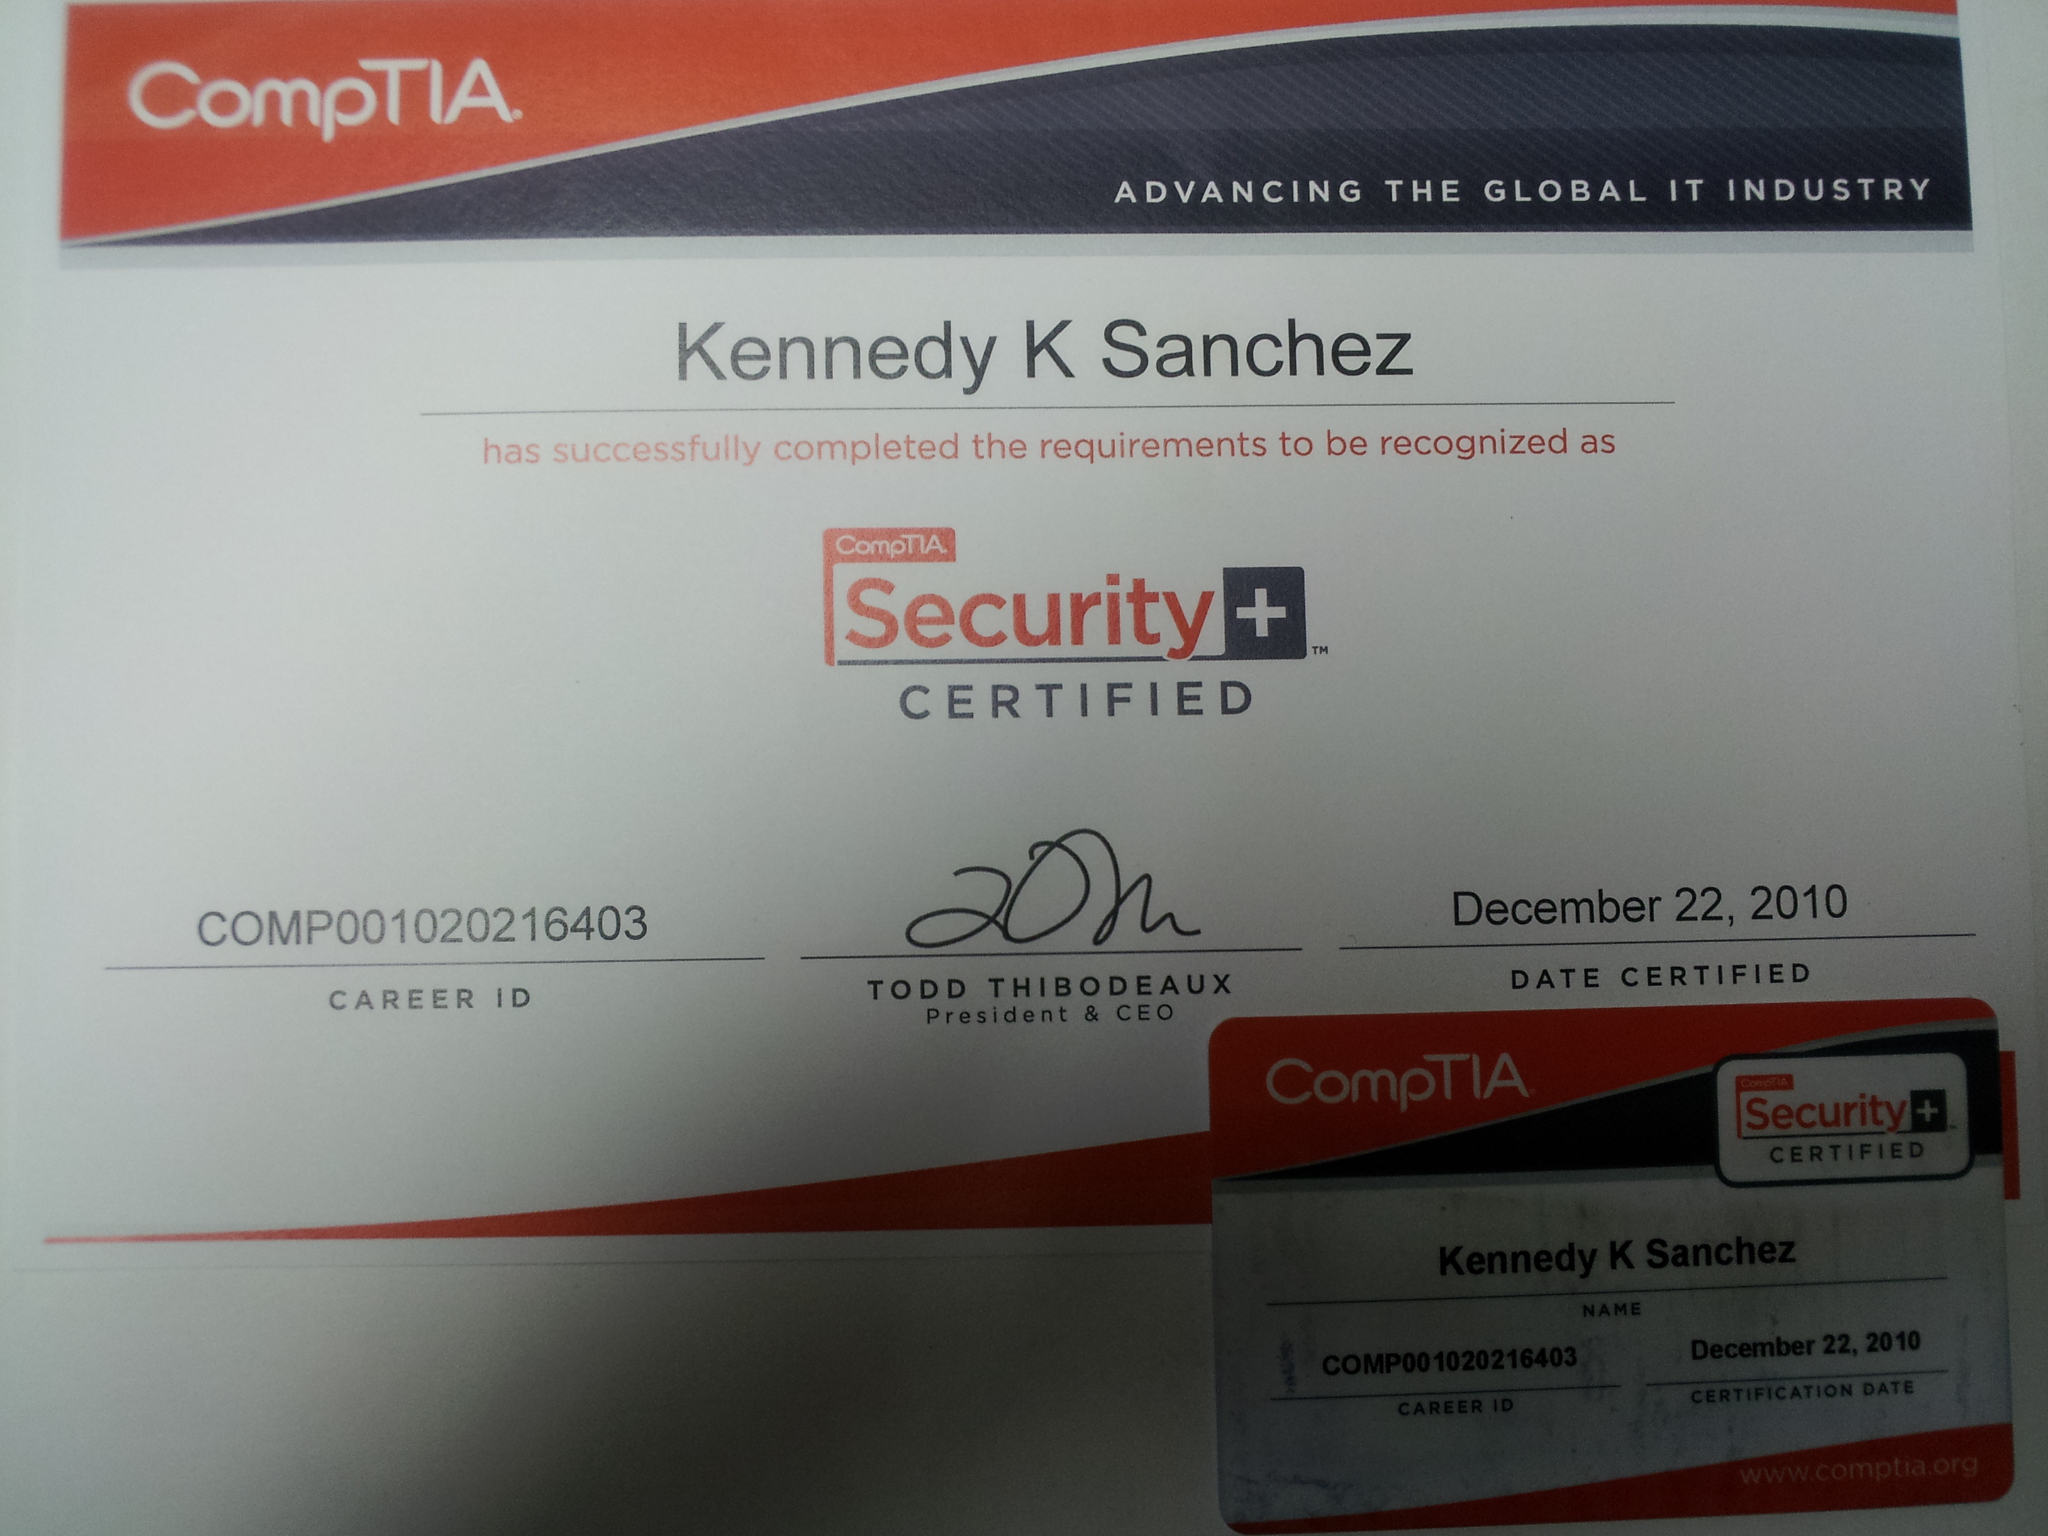 CompTIA®
ADVANCING THE GLOBAL IT INDUSTRY
Kennedy K Sanchez
has successfully completed the requirements to be recognized as
CompTIA
Security+™
CERTIFIED
COMP001020216403
CAREER ID
TODD THIBODEAUX
President & CEO
December 22, 2010
DATE CERTIFIED
CompTIA
CompTIA
Security+
CERTIFIED
Kennedy K Sanchez
NAME
COMP001020216403
CAREER ID
December 22, 2010
CERTIFICATION DATE
www.comptia.org